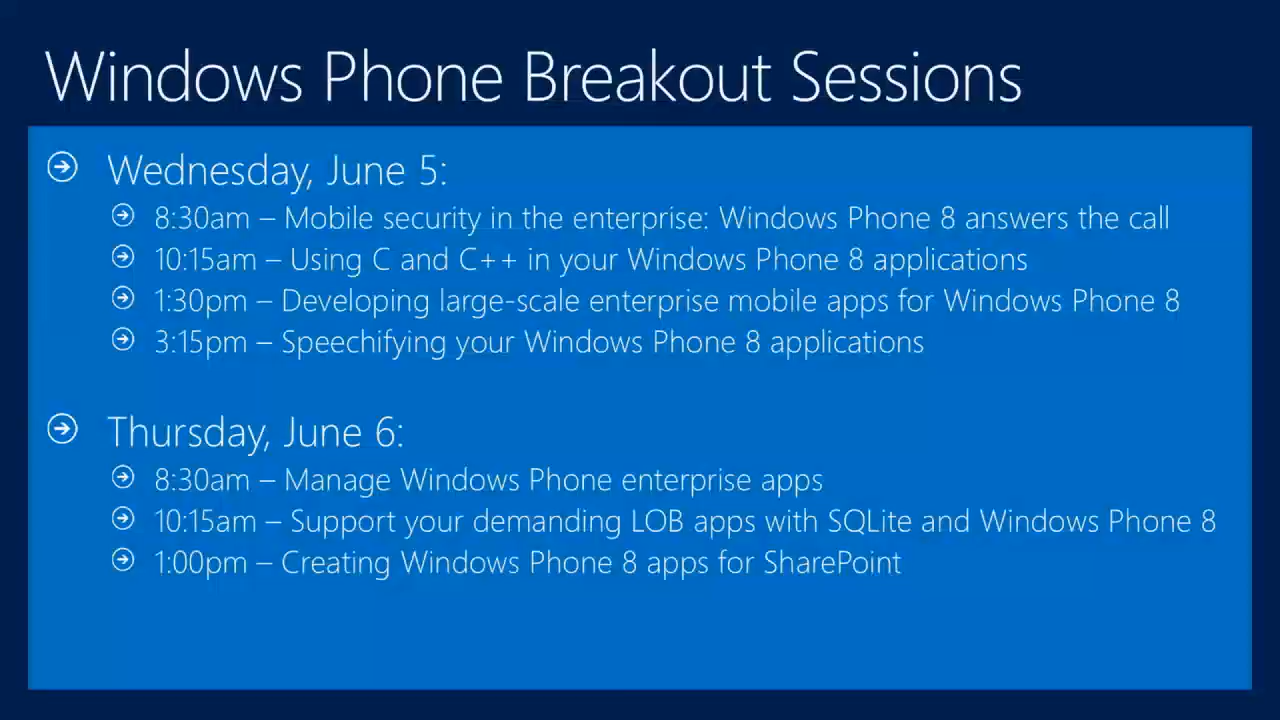 Windows Phone Breakout Sessions
Wednesday, June 5:
8:30am – Mobile security in the enterprise: Windows Phone 8 answers the call
10:15am – Using C and C++ in your Windows Phone 8 applications
1:30pm – Developing large-scale enterprise mobile apps for Windows Phone 8
3:15pm – Speechifying your Windows Phone 8 applications
Thursday, June 6:
8:30am – Manage Windows Phone enterprise apps
10:15am – Support your demanding LOB apps with SQLite and Windows Phone 8
1:00pm – Creating Windows Phone 8 apps for SharePoint